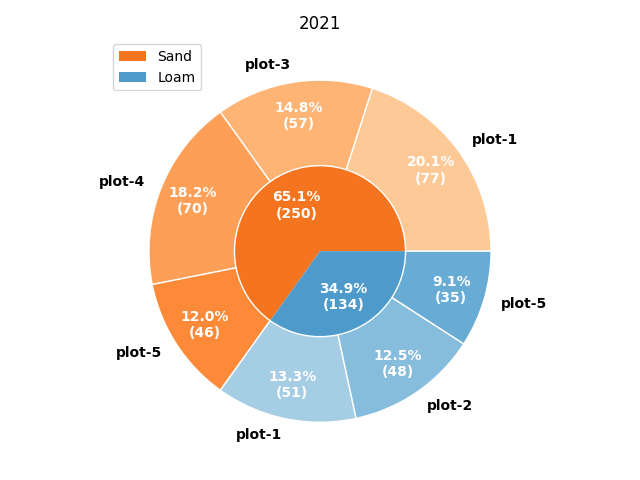 2021
Sand
Loam
plot-3
14.8%
(57)
plot-1
20.1%
(77)
plot-4
18.2%
(70)
65.1%
(250)
34.9%
(134)
9.1%
(35)
plot-5
12.0%
(46)
plot-5
13.3%
(51)
plot-1
12.5%
(48)
plot-2